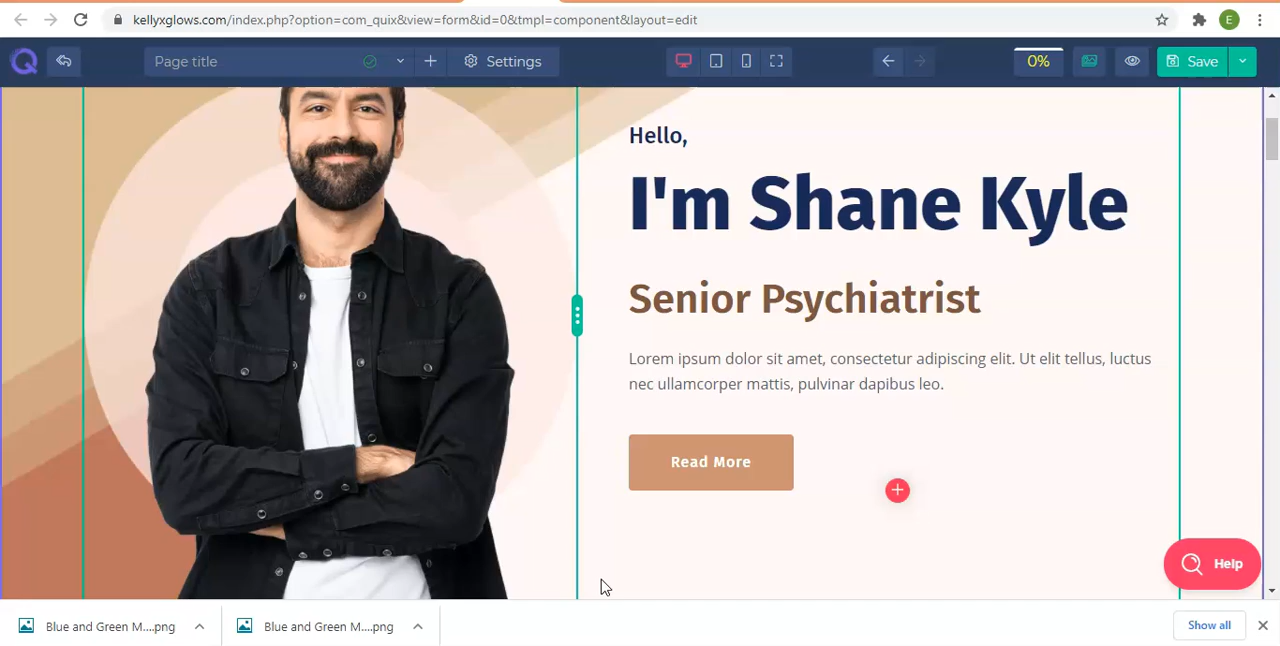 kellyxglows.com/index.php?option=com_quix&view=form&id=0&tmpl=component&layout=edit
E
Page title
Settings
0%
Save
Hello,
I'm Shane Kyle
Senior Psychiatrist
Lorem ipsum dolor sit amet, consectetur adipiscing elit. Ut elit tellus, luctus
nec ullamcorper mattis, pulvinar dapibus leo.
Read More
Help
Blue and Green M....png
Blue and Green M....png
Show all